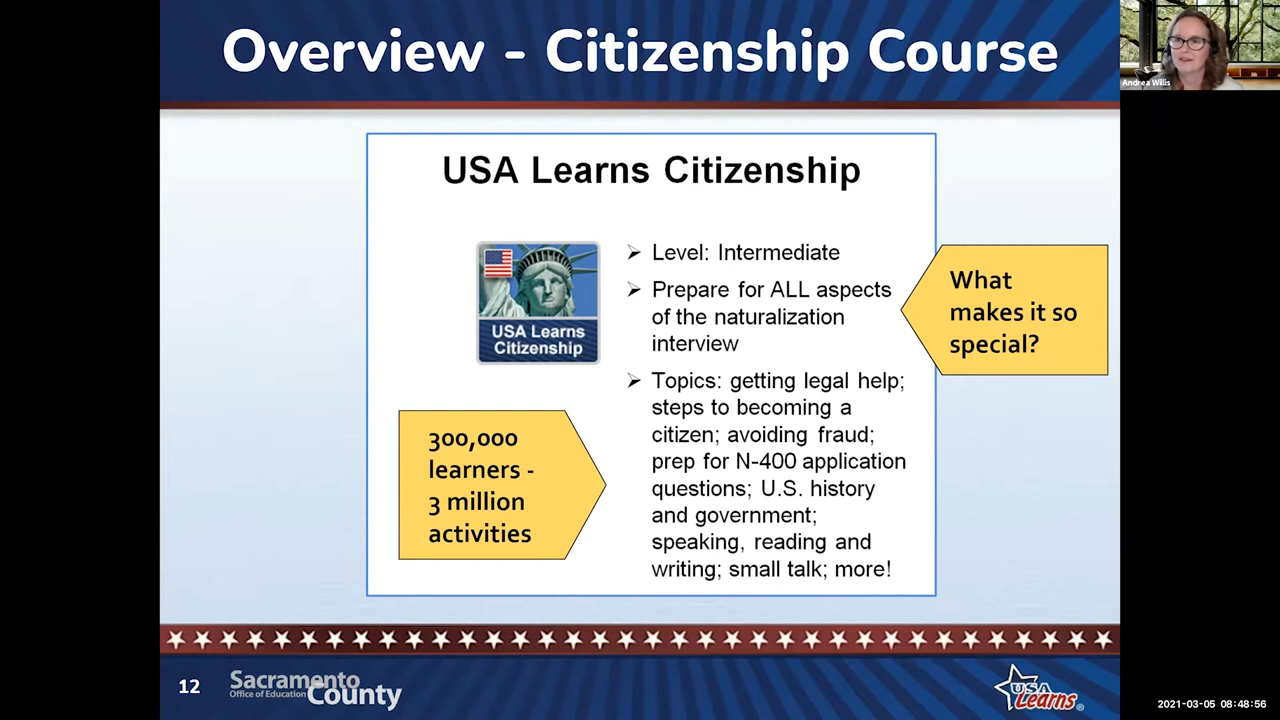 Overview - Citizenship Course
Andrea Willis
USA Learns Citizenship
USA Learns
Citizenship
➢ Level: Intermediate
➢ Prepare for ALL aspects
of the naturalization
interview
➢ Topics: getting legal help;
steps to becoming a
citizen; avoiding fraud;
prep for N-400 application
questions; U.S. history
and government;
speaking, reading and
writing; small talk; more!
What
makes it so
special?
300,000
learners -
3 million
activities
12
Sacramento
Office of Education
County
USA
Learns®
2021-03-05 08:48:56